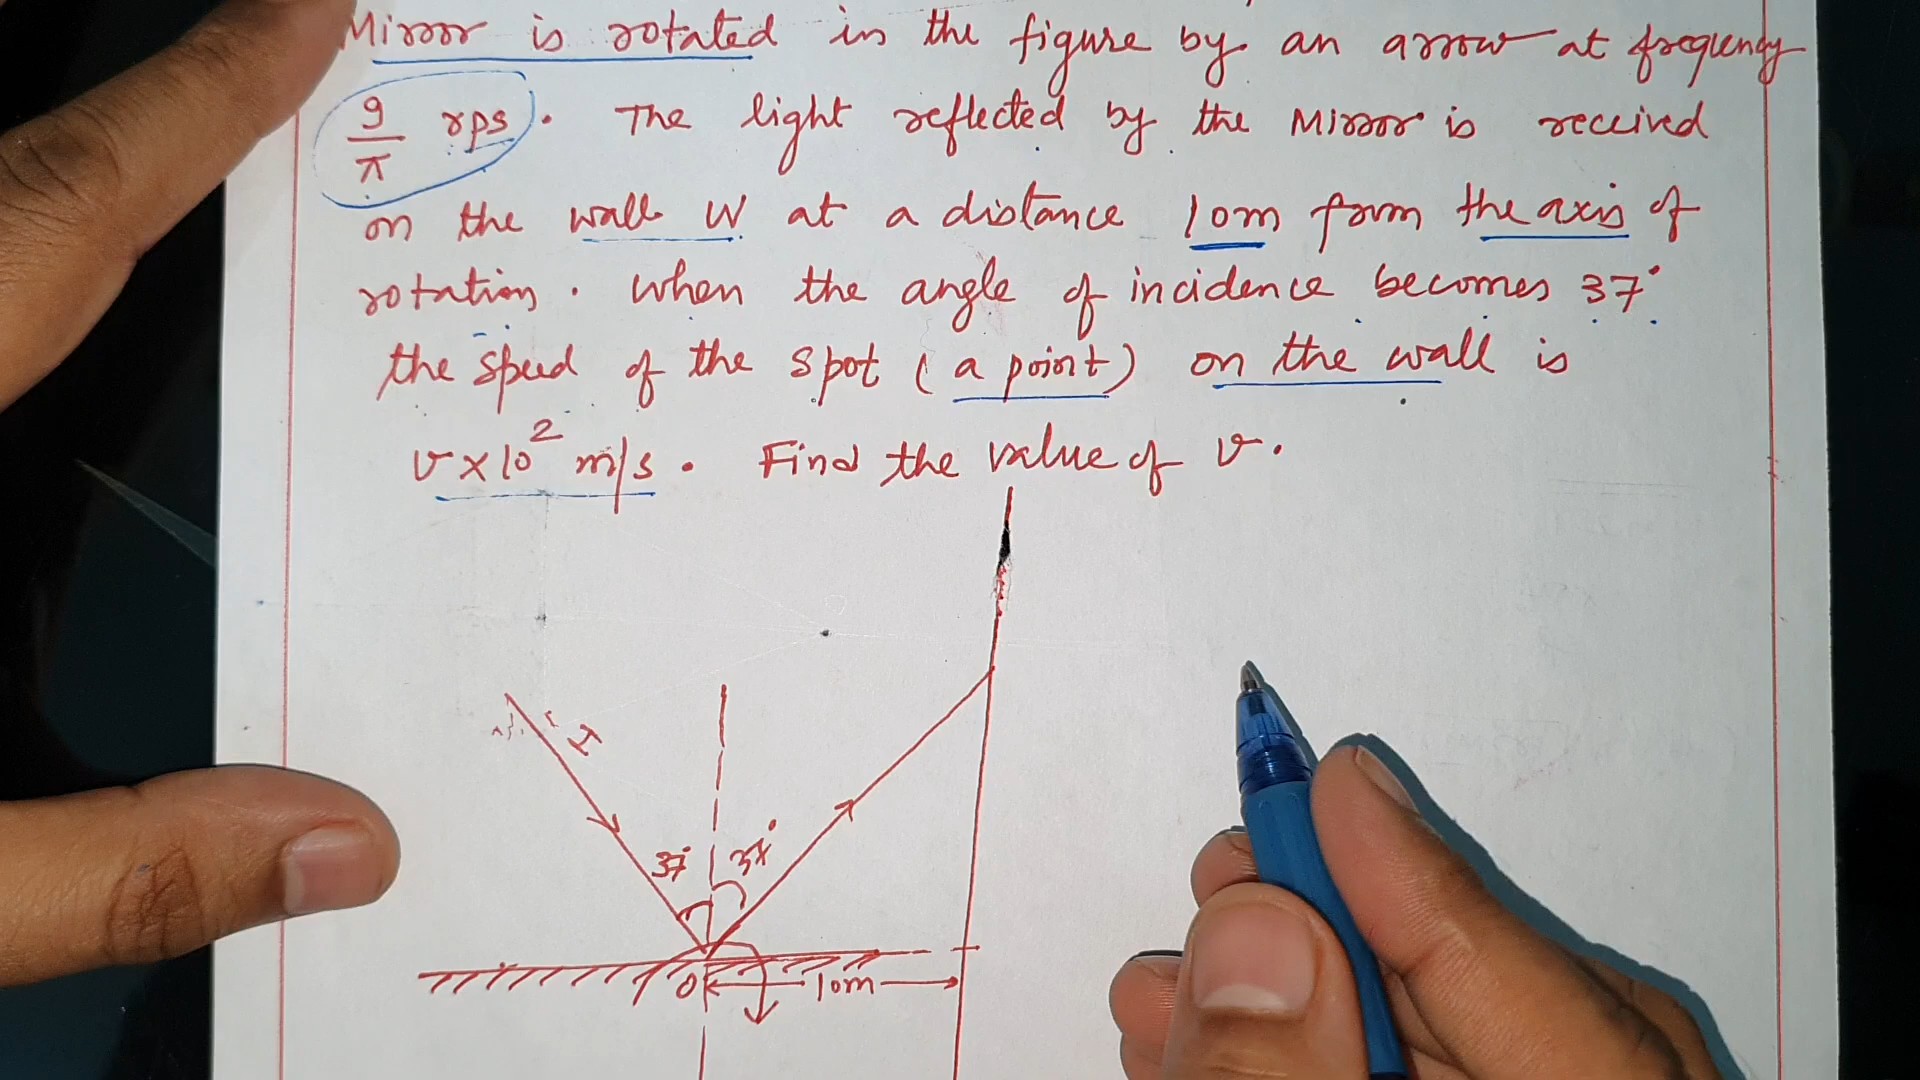 Mirror is rotated in the figure by an arrow at frequency
9/π rps. The light reflected by the Mirror is received
on the wall W at a distance 10m from the axis of
rotation. When the angle of incidence becomes 37°
the speed of the spot (a point) on the wall is
v×10² m/s. Find the value of v.
I
37° 37°
O 10m